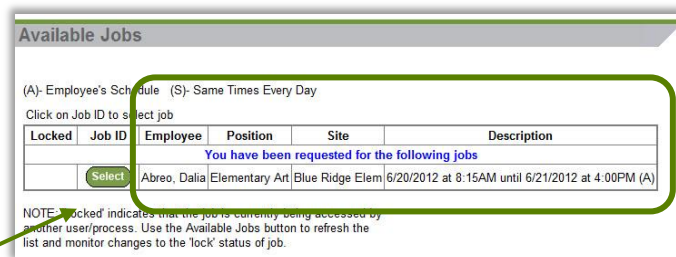 Available Jobs
(A)- Employee's Schedule (S)- Same Times Every Day
Click on Job ID to select job
Locked Job ID Employee Position Site Description
You have been requested for the following jobs
Select Abreo, Dalia Elementary Art Blue Ridge Elem 6/20/2012 at 8:15AM until 6/21/2012 at 4:00PM (A)
NOTE: 'Locked' indicates that the job is currently being accessed by
another user/process. Use the Available Jobs button to refresh the
list and monitor changes to the 'lock' status of job.